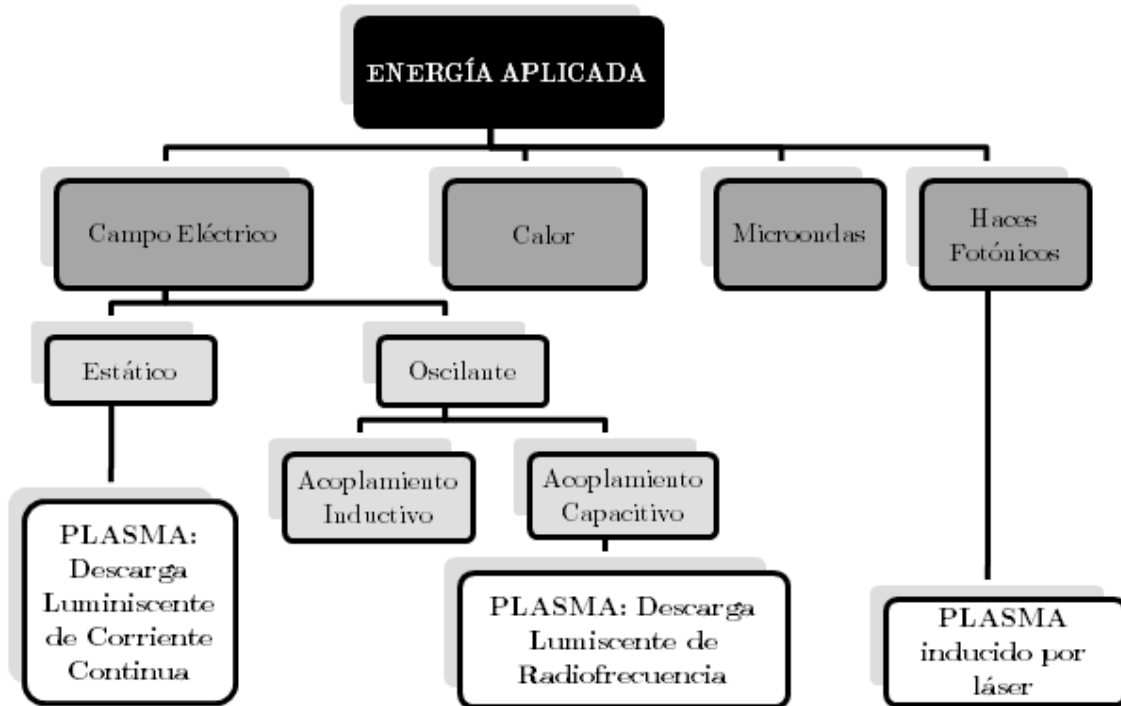 ENERGÍA APLICADA
Campo Eléctrico
Calor
Microondas
Haces
Fotónicos
Estático
Oscilante
Acoplamiento
Inductivo
Acoplamiento
Capacitivo
PLASMA:
Descarga
Luminiscente
de Corriente
Continua
PLASMA: Descarga
Lumiscente de
Radiofrecuencia
PLASMA
inducido por
láser